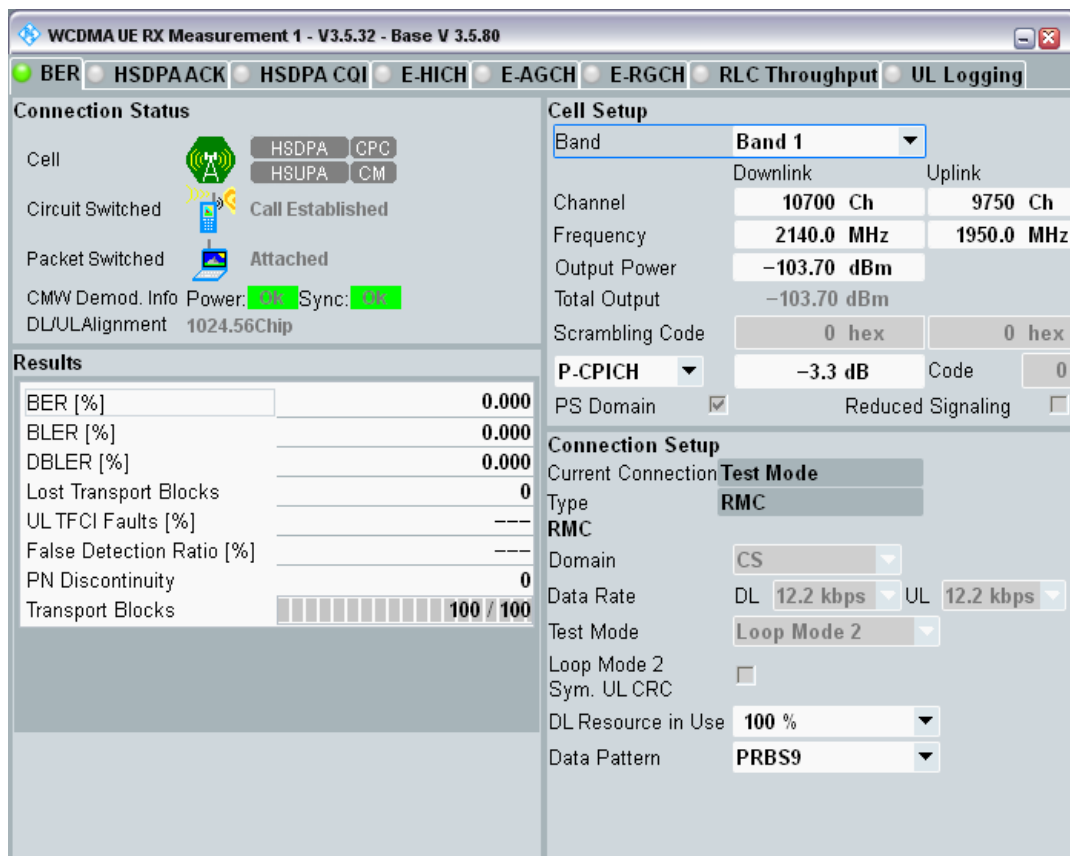 WCDMA UE RX Measurement 1 - V3.5.32 - Base V 3.5.80
BER HSDPA ACK HSDPA CQI E-HICH E-AGCH E-RGCH RLC Throughput UL Logging
Connection Status
Cell HSDPA CPC
HSUPA CM
Circuit Switched Call Established
Packet Switched Attached
CMW Demod. Info Power: Ok Sync: OK
DL/UL Alignment 1024.56Chip
Results
BER [%] 0.000
BLER [%] 0.000
DBLER [%] 0.000
Lost Transport Blocks 0
UL TFCI Faults [%] ---
False Detection Ratio [%] ---
PN Discontinuity 0
Transport Blocks 100 / 100
Cell Setup
Band Band 1
Downlink Uplink
Channel 10700 Ch 9750 Ch
Frequency 2140.0 MHz 1950.0 MHz
Output Power −103.70 dBm
Total Output −103.70 dBm
Scrambling Code 0 hex 0 hex
P-CPICH −3.3 dB Code 0
PS Domain Reduced Signaling
Connection Setup
Current Connection Test Mode
Type RMC
RMC
Domain CS
Data Rate DL 12.2 kbps UL 12.2 kbps
Test Mode Loop Mode 2
Loop Mode 2
Sym. UL CRC
DL Resource in Use 100 %
Data Pattern PRBS9